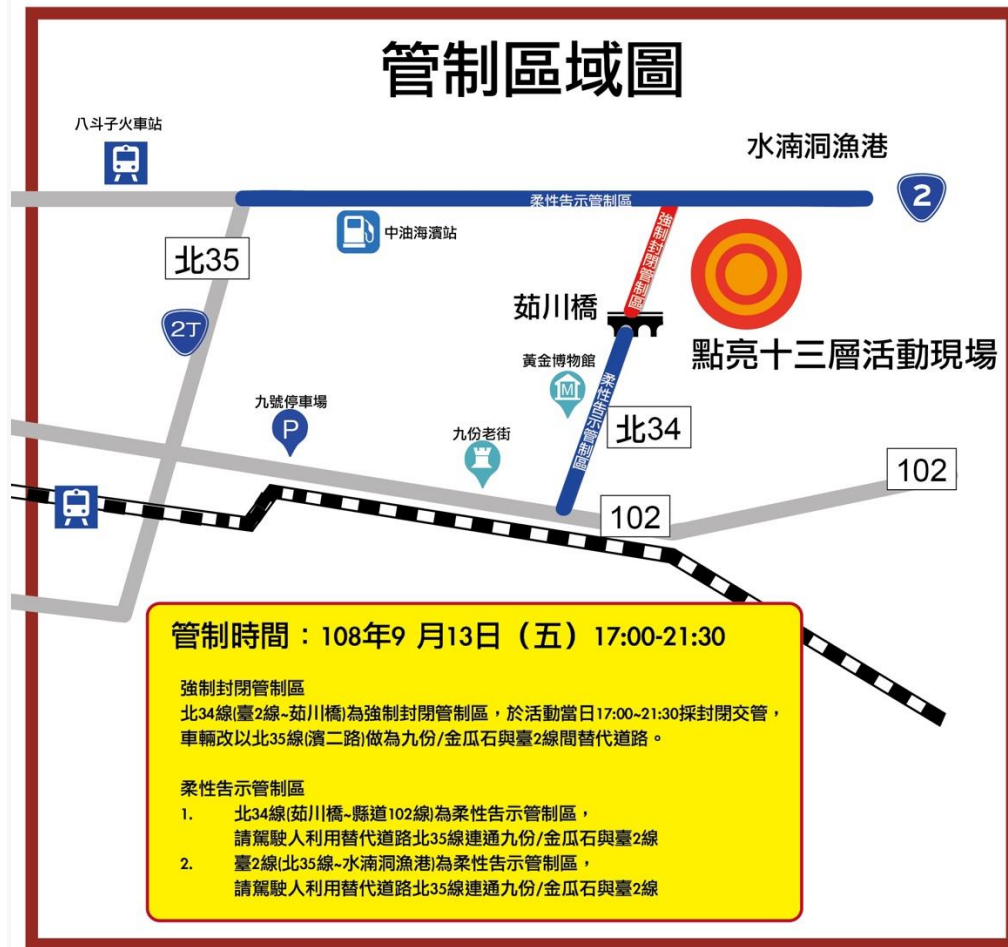 管制區域圖
八斗子火車站
水湳洞漁港
2
柔性告示管制區
中油海濱站
強制封閉管制區
北35
茹川橋
2丁
點亮十三層活動現場
黃金博物館
M
柔性告示管制區
九號停車場
P
九份老街
北34
102
102
管制時間：108年9 月13日（五）17:00-21:30
強制封閉管制區
北34線(臺2線~茹川橋)為強制封閉管制區，於活動當日17:00~21:30採封閉交管，
車輛改以北35線(濱二路)做為九份/金瓜石與臺2線間替代道路。
柔性告示管制區
1. 北34線(茹川橋~縣道102線)為柔性告示管制區，
請駕駛人利用替代道路北35線連通九份/金瓜石與臺2線
2. 臺2線(北35線~水湳洞漁港)為柔性告示管制區，
請駕駛人利用替代道路北35線連通九份/金瓜石與臺2線